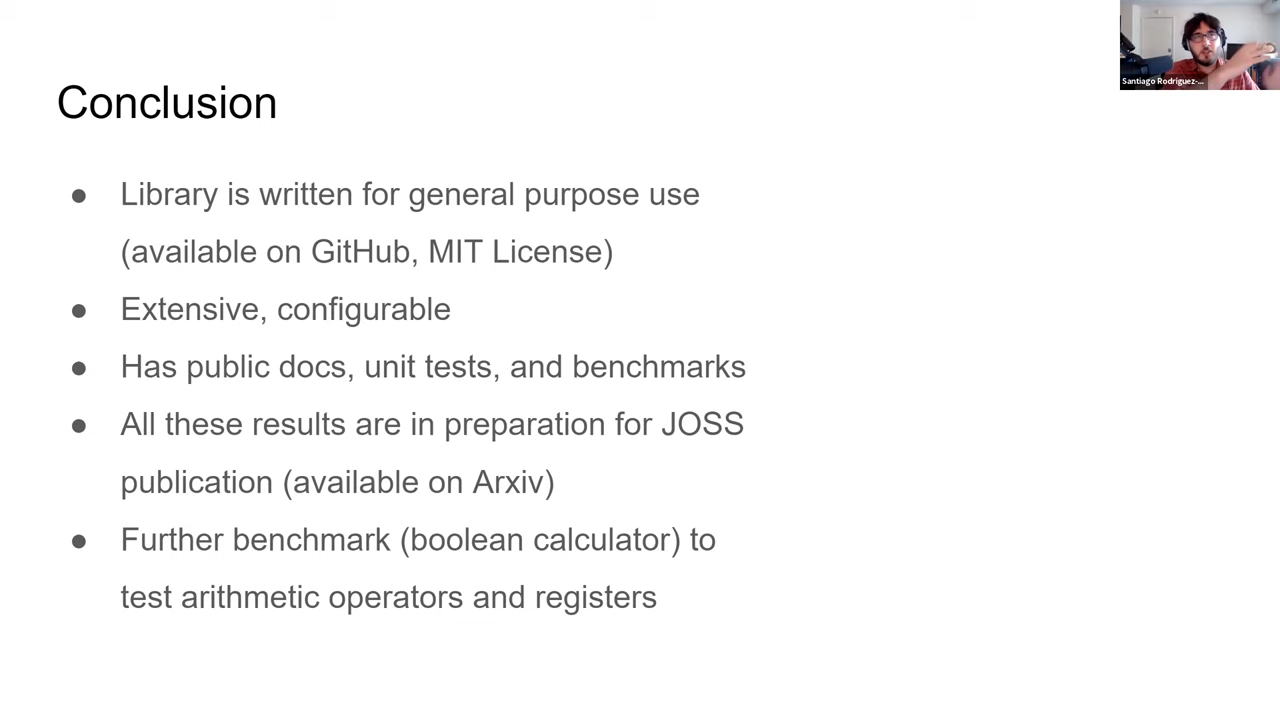 Santiago Rodriguez-...
Conclusion
● Library is written for general purpose use
(available on GitHub, MIT License)
● Extensive, configurable
● Has public docs, unit tests, and benchmarks
● All these results are in preparation for JOSS
publication (available on Arxiv)
● Further benchmark (boolean calculator) to
test arithmetic operators and registers